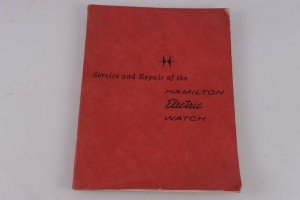 Service and Repair of the
HAMILTON
Electric
WATCH